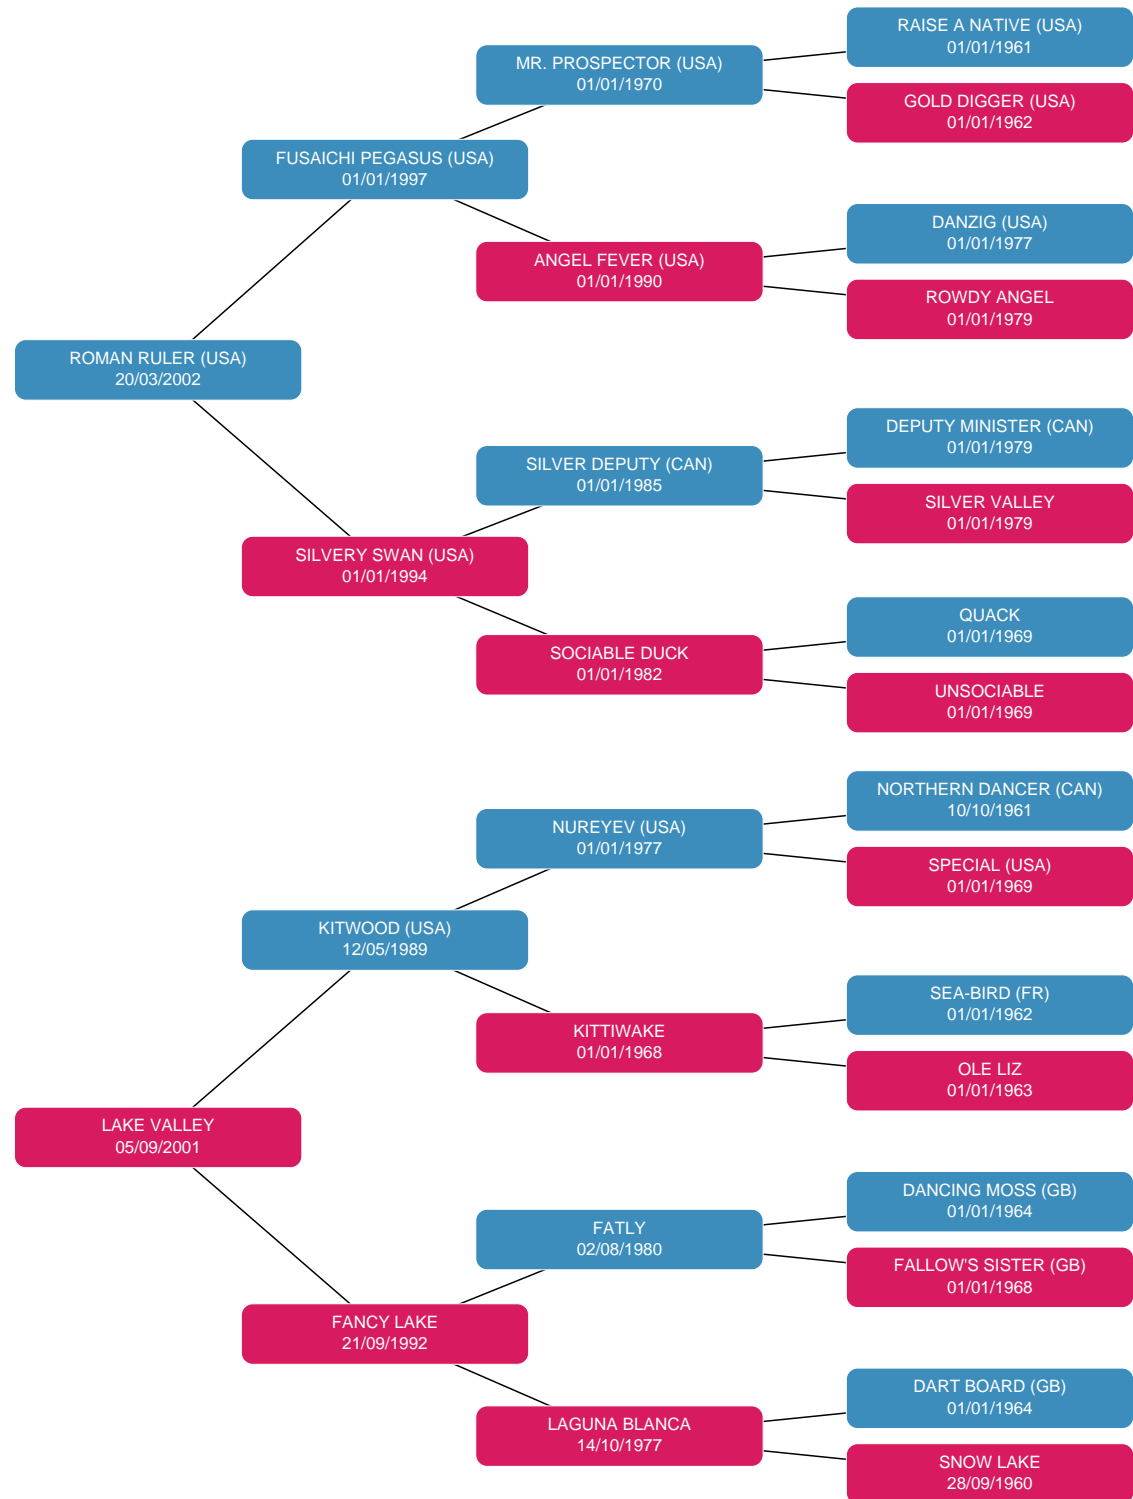 RAISE A NATIVE (USA)
01/01/1961
MR. PROSPECTOR (USA)
01/01/1970
GOLD DIGGER (USA)
01/01/1962
FUSAICHI PEGASUS (USA)
01/01/1997
DANZIG (USA)
01/01/1977
ANGEL FEVER (USA)
01/01/1990
ROWDY ANGEL
01/01/1979
ROMAN RULER (USA)
20/03/2002
DEPUTY MINISTER (CAN)
01/01/1979
SILVER DEPUTY (CAN)
01/01/1985
SILVER VALLEY
01/01/1979
SILVERY SWAN (USA)
01/01/1994
QUACK
01/01/1969
SOCIABLE DUCK
01/01/1982
UNSOCIABLE
01/01/1969
NORTHERN DANCER (CAN)
10/10/1961
NUREYEV (USA)
01/01/1977
SPECIAL (USA)
01/01/1969
KITWOOD (USA)
12/05/1989
SEA-BIRD (FR)
01/01/1962
KITTIWAKE
01/01/1968
OLE LIZ
01/01/1963
LAKE VALLEY
05/09/2001
DANCING MOSS (GB)
01/01/1964
FATLY
02/08/1980
FALLOW'S SISTER (GB)
01/01/1968
FANCY LAKE
21/09/1992
DART BOARD (GB)
01/01/1964
LAGUNA BLANCA
14/10/1977
SNOW LAKE
28/09/1960